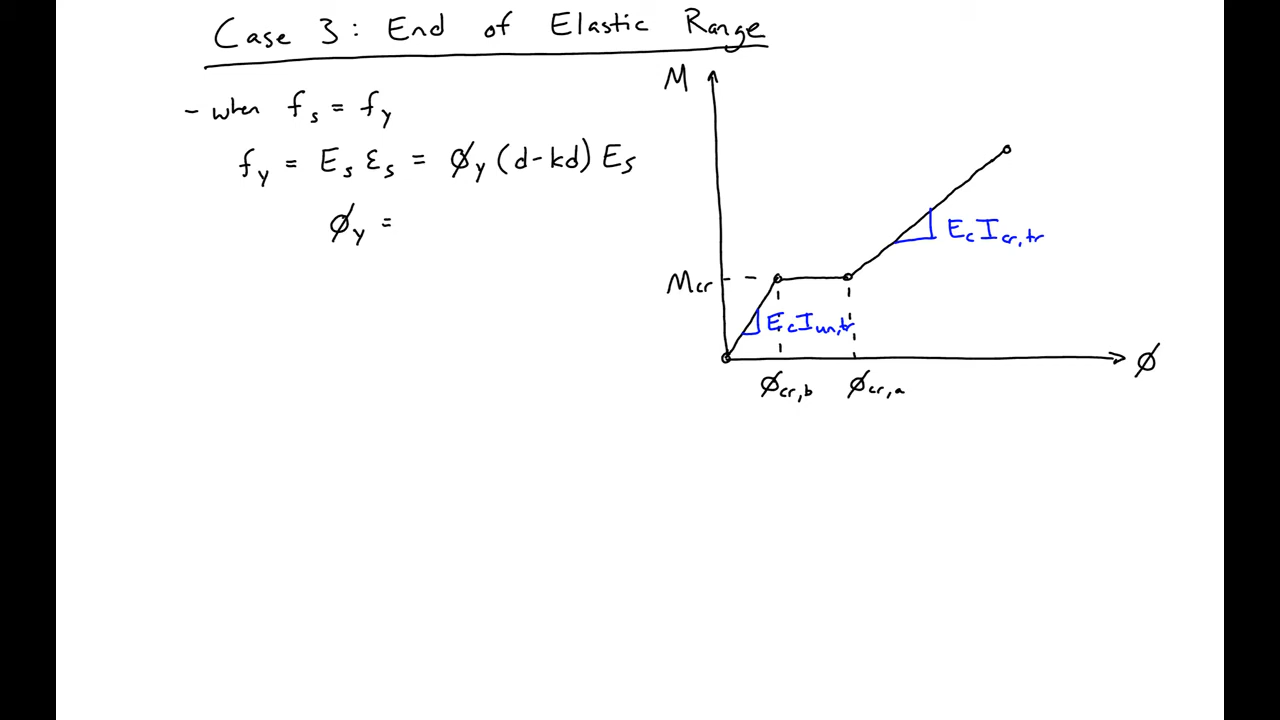 Case 3: End of Elastic Range
- when f_s = f_y
f_y = E_s ε_s = φ_y (d-kd) E_s
φ_y =
M
E_c I_cr,tr
M_cr
E_c I_un,tr
φ
φ_cr,b φ_cr,a